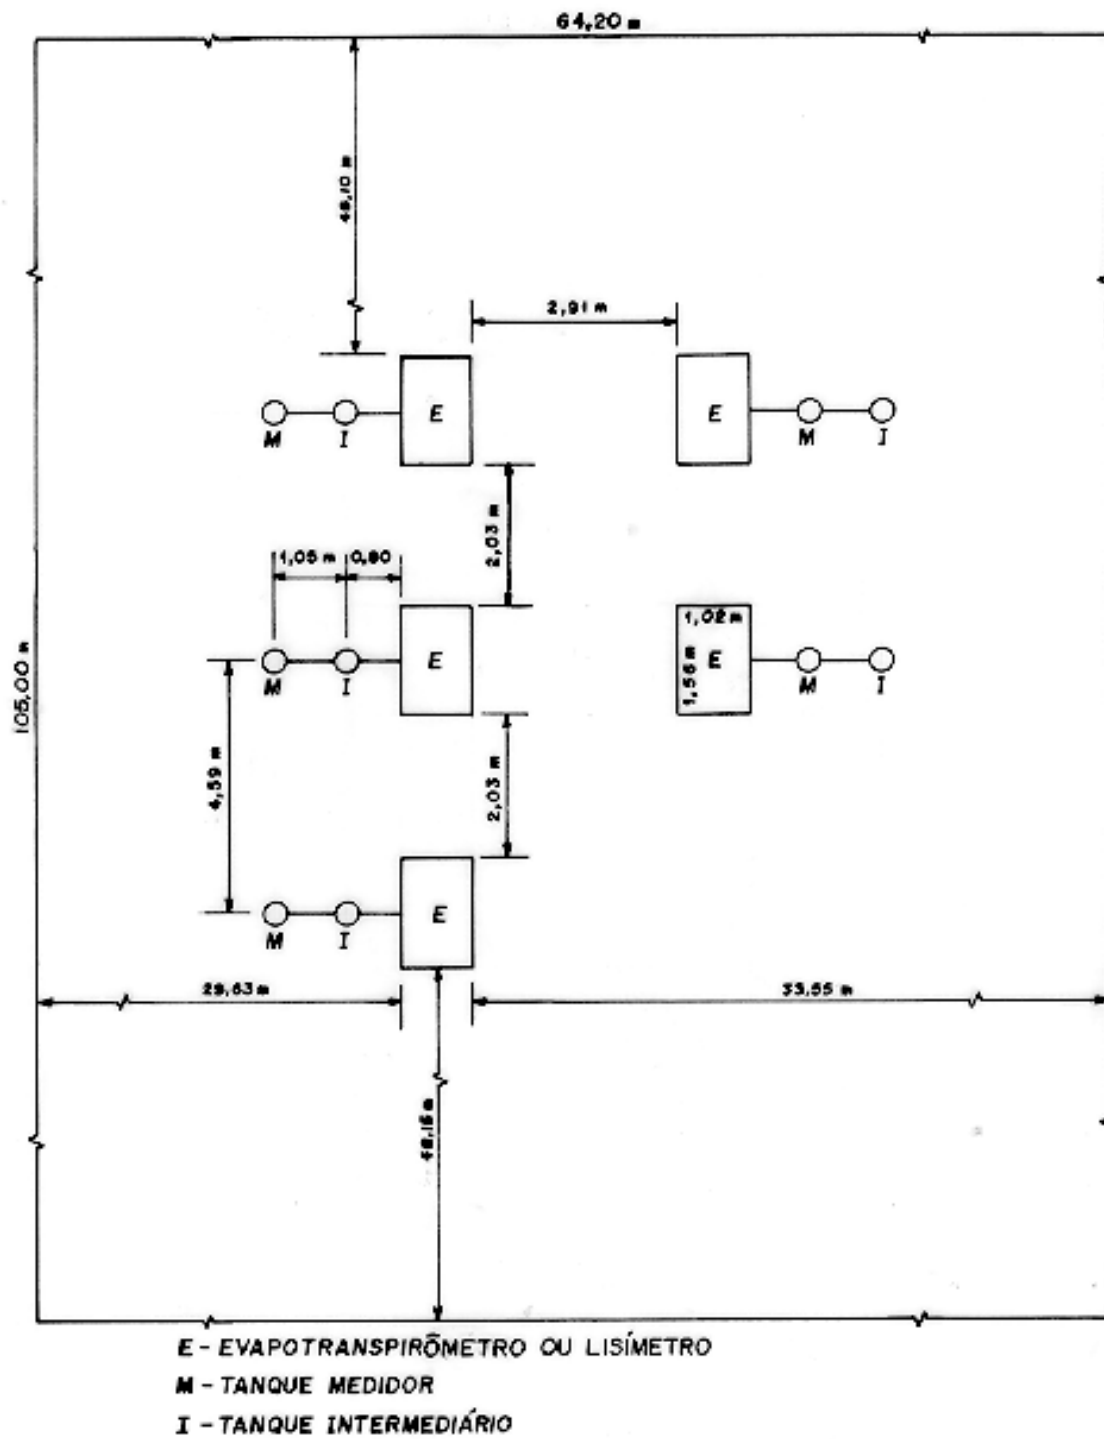 64,20 m
48,10 m
2,91 m
E
E
M
I
M
I
2,03 m
1,05 m
0,80
1,02 m
1,56 m
E
E
M
I
M
I
105,00 m
4,59 m
2,03 m
E
M
I
29,63 m
33,55 m
48,15 m
E - EVAPOTRANSPIRÔMETRO OU LISÍMETRO
M - TANQUE MEDIDOR
I - TANQUE INTERMEDIÁRIO